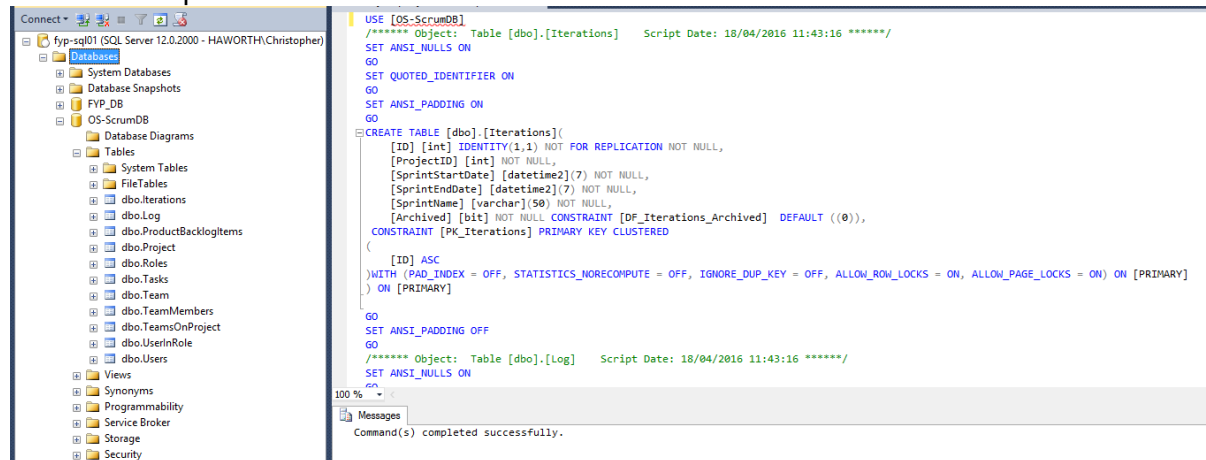 Connect
fyp-sql01 (SQL Server 12.0.2000 - HAWORTH\Christopher)
Databases
System Databases
Database Snapshots
FYP_DB
OS-ScrumDB
Database Diagrams
Tables
System Tables
FileTables
dbo.Iterations
dbo.Log
dbo.ProductBacklogItems
dbo.Project
dbo.Roles
dbo.Tasks
dbo.Team
dbo.TeamMembers
dbo.TeamsOnProject
dbo.UserInRole
dbo.Users
Views
Synonyms
Programmability
Service Broker
Storage
Security
USE [OS-ScrumDB]
/****** Object:  Table [dbo].[Iterations]    Script Date: 18/04/2016 11:43:16 ******/
SET ANSI_NULLS ON
GO
SET QUOTED_IDENTIFIER ON
GO
SET ANSI_PADDING ON
GO
CREATE TABLE [dbo].[Iterations](
[ID] [int] IDENTITY(1,1) NOT FOR REPLICATION NOT NULL,
[ProjectID] [int] NOT NULL,
[SprintStartDate] [datetime2](7) NOT NULL,
[SprintEndDate] [datetime2](7) NOT NULL,
[SprintName] [varchar](50) NOT NULL,
[Archived] [bit] NOT NULL CONSTRAINT [DF_Iterations_Archived]  DEFAULT ((0)),
CONSTRAINT [PK_Iterations] PRIMARY KEY CLUSTERED
(
[ID] ASC
)WITH (PAD_INDEX = OFF, STATISTICS_NORECOMPUTE = OFF, IGNORE_DUP_KEY = OFF, ALLOW_ROW_LOCKS = ON, ALLOW_PAGE_LOCKS = ON) ON [PRIMARY]
) ON [PRIMARY]
GO
SET ANSI_PADDING OFF
GO
/****** Object:  Table [dbo].[Log]    Script Date: 18/04/2016 11:43:16 ******/
SET ANSI_NULLS ON
GO
100 %
Messages
Command(s) completed successfully.